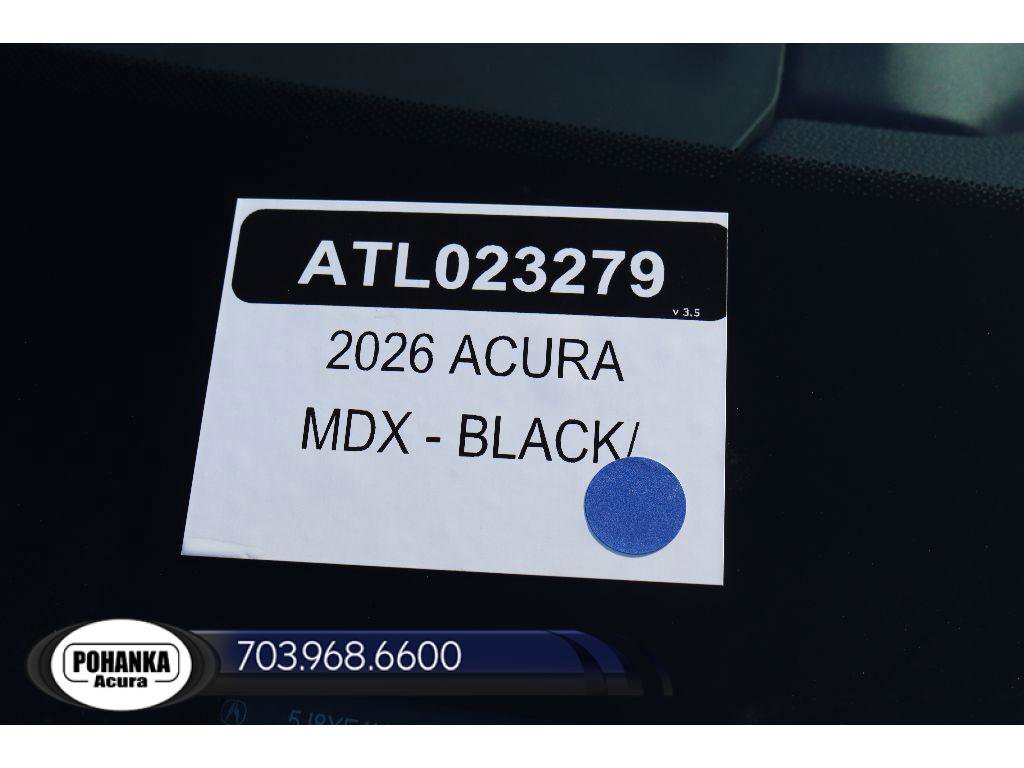 ATL023279
v 3.5
2026 ACURA
MDX - BLACK/
POHANKA
Acura
703.968.6600